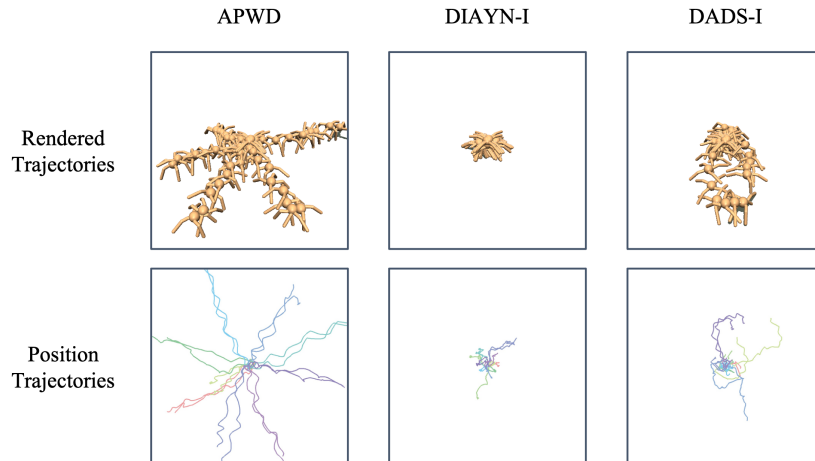 APWD DIAYN-I DADS-I
Rendered
Trajectories
Position
Trajectories